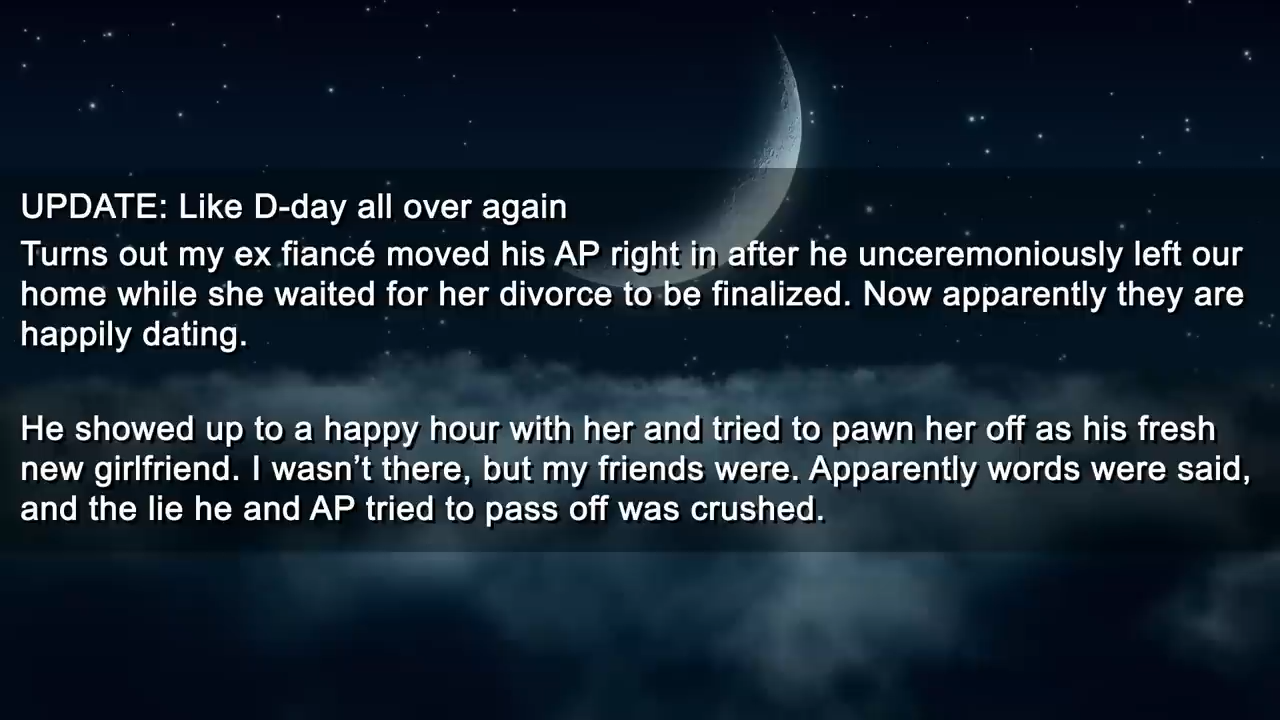 UPDATE: Like D-day all over again
Turns out my ex fiancé moved his AP right in after he unceremoniously left our
home while she waited for her divorce to be finalized. Now apparently they are
happily dating.
He showed up to a happy hour with her and tried to pawn her off as his fresh
new girlfriend. I wasn’t there, but my friends were. Apparently words were said,
and the lie he and AP tried to pass off was crushed.